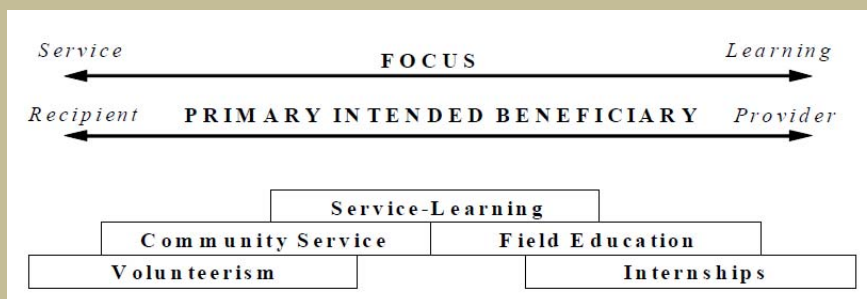 Service Learning
FOCUS
Recipient PRIMARY INTENDED BENEFICIARY Provider
Service-Learning
Community Service Field Education
Volunteerism Internships